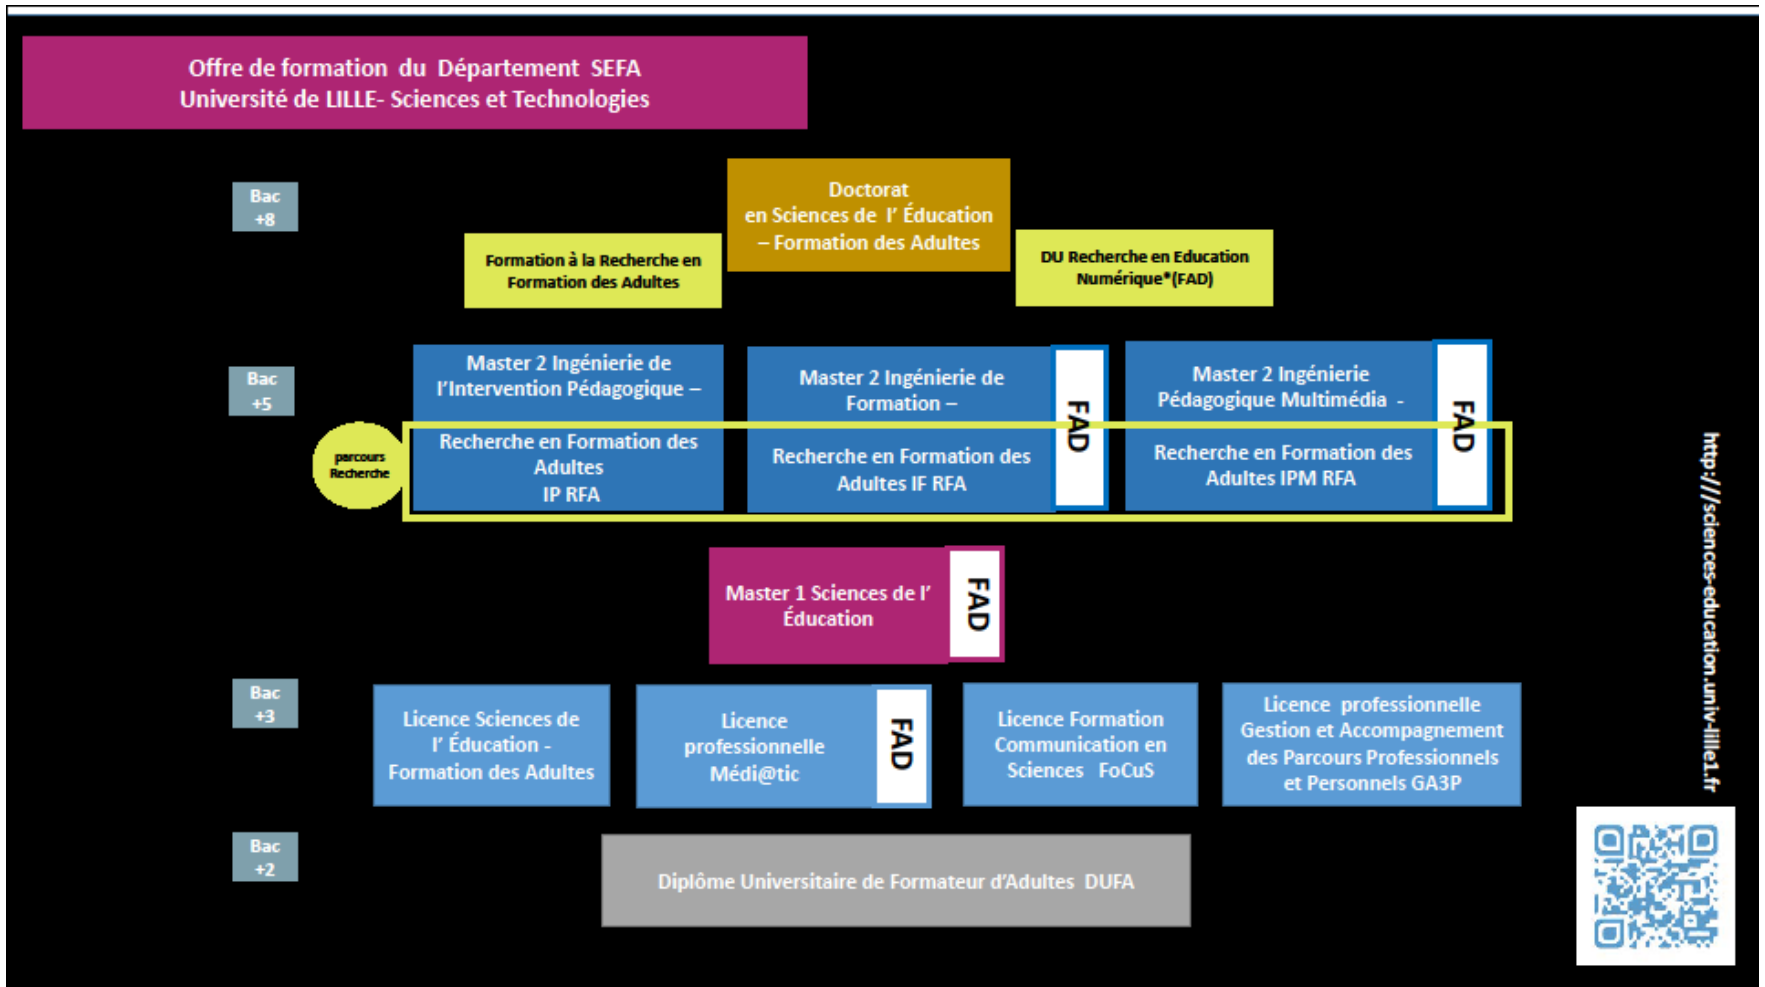 Offre de formation du Département SEFA
Université de LILLE- Sciences et Technologies
Bac
+8
Doctorat
en Sciences de l’ Éducation
– Formation des Adultes
Formation à la Recherche en
Formation des Adultes
DU Recherche en Education
Numérique*(FAD)
Bac
+5
Master 2 Ingénierie de
l’Intervention Pédagogique –
Recherche en Formation des
Adultes
IP RFA
Master 2 Ingénierie de
Formation –
Recherche en Formation des
Adultes IF RFA
FAD
Master 2 Ingénierie
Pédagogique Multimédia -
Recherche en Formation des
Adultes IPM RFA
FAD
parcours
Recherche
Master 1 Sciences de l’
Éducation
FAD
Bac
+3
Licence Sciences de
l’ Éducation -
Formation des Adultes
Licence
professionnelle
Médi@tic
FAD
Licence Formation
Communication en
Sciences FoCuS
Licence professionnelle
Gestion et Accompagnement
des Parcours Professionnels
et Personnels GA3P
Bac
+2
Diplôme Universitaire de Formateur d’Adultes DUFA
http:///sciences-education.univ-lille1.fr